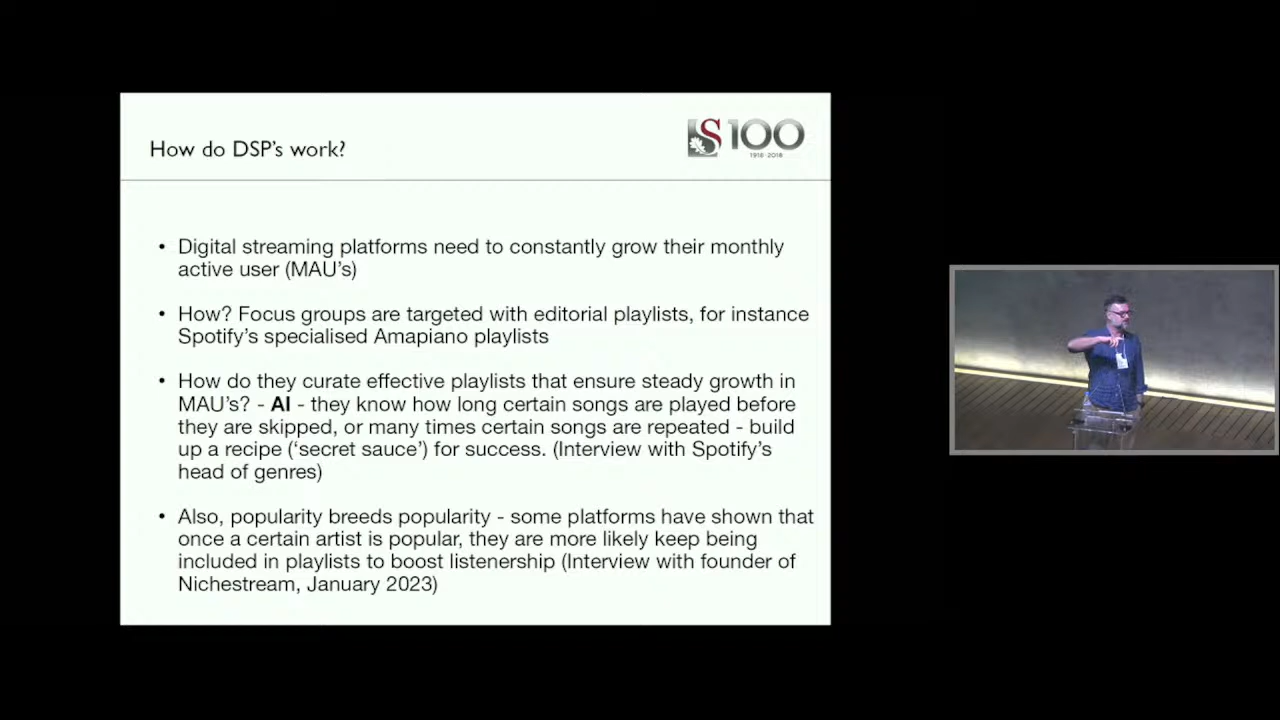 How do DSP's work?
S100
1918·2018
• Digital streaming platforms need to constantly grow their monthly
active user (MAU's)
• How? Focus groups are targeted with editorial playlists, for instance
Spotify's specialised Amapiano playlists
• How do they curate effective playlists that ensure steady growth in
MAU's? - AI - they know how long certain songs are played before
they are skipped, or many times certain songs are repeated - build
up a recipe ('secret sauce') for success. (Interview with Spotify's
head of genres)
• Also, popularity breeds popularity - some platforms have shown that
once a certain artist is popular, they are more likely keep being
included in playlists to boost listenership (Interview with founder of
Nichestream, January 2023)